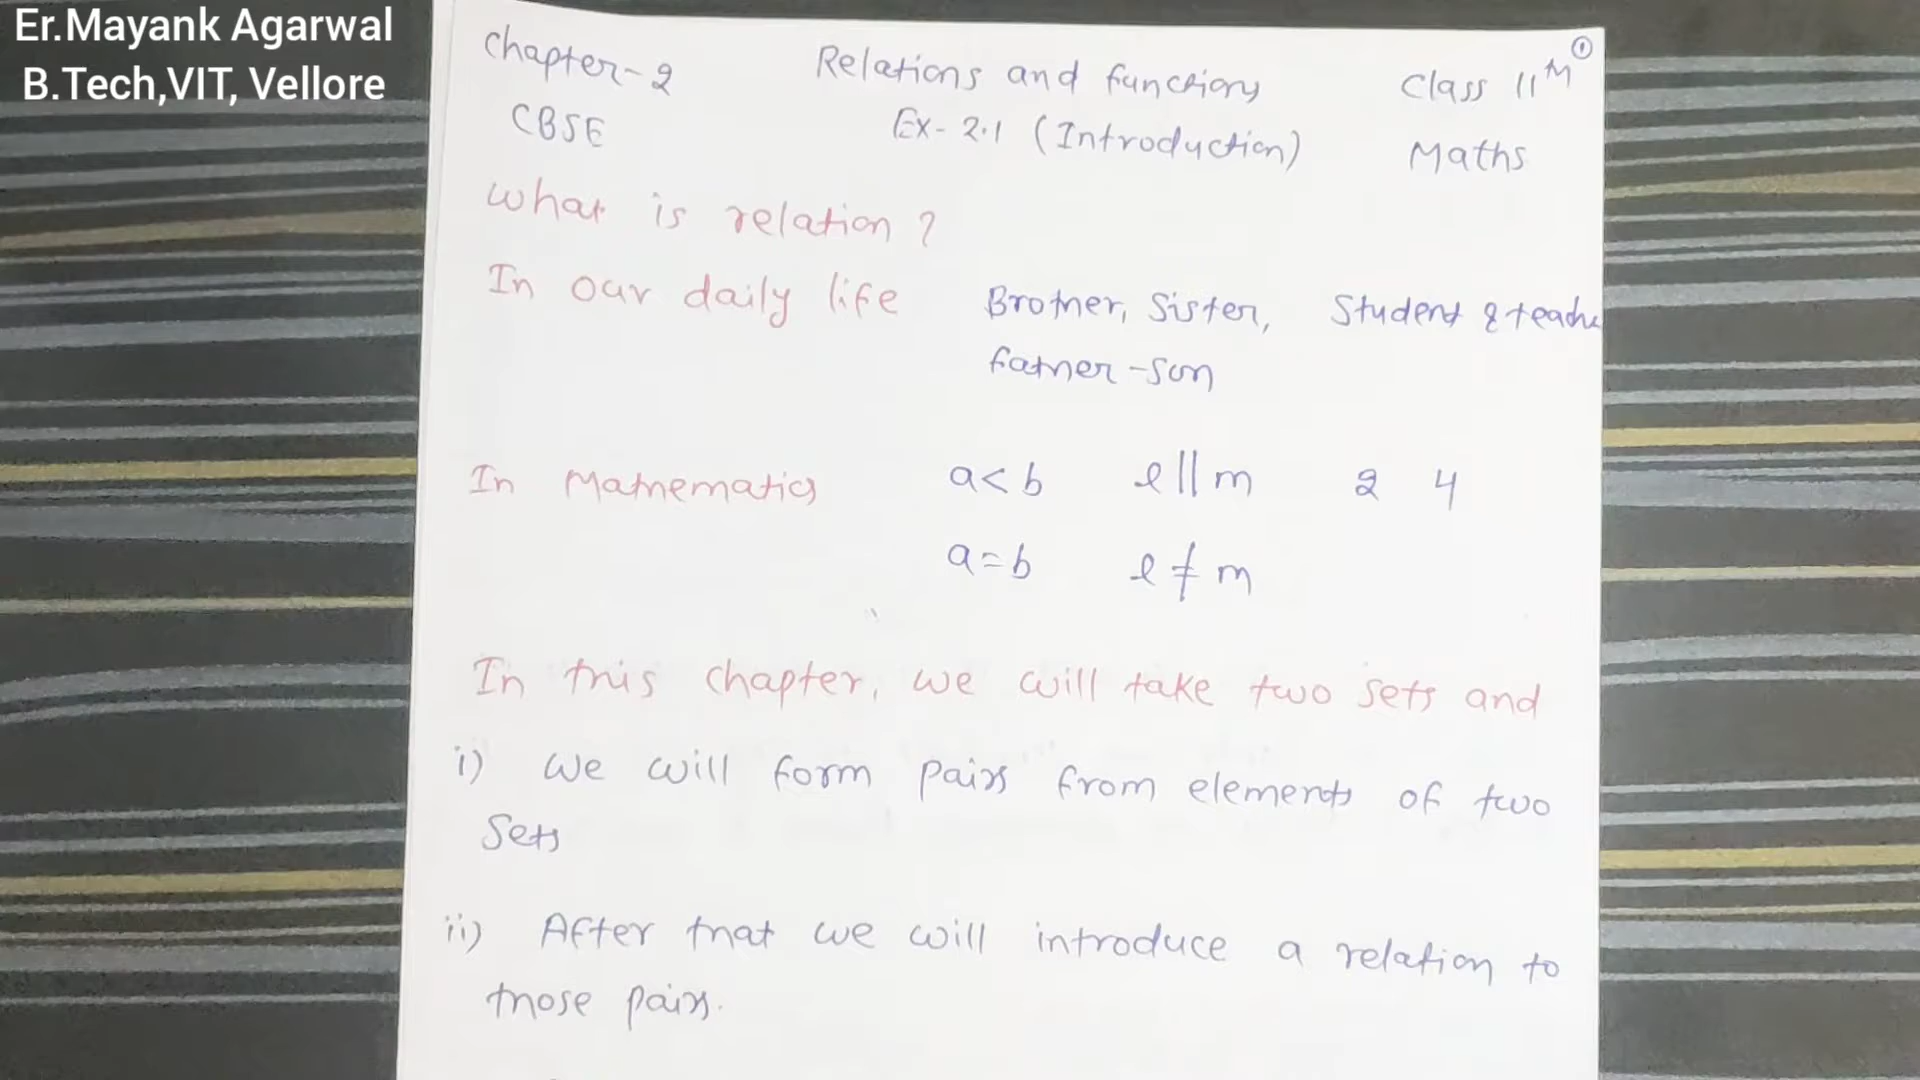 Er.Mayank Agarwal
B.Tech,VIT, Vellore
Chapter-2 Relations and functions Class 11th ①
CBSE Ex-2.1 (Introduction) Maths
What is relation?
In our daily life Brother, Sister, Student & teache
father-son
In Mathematics a<b l||m 2 4
a=b l≠m
In this chapter, we will take two sets and
i) We will form pairs from elements of two
Sets
ii) After that we will introduce a relation to
those pairs.